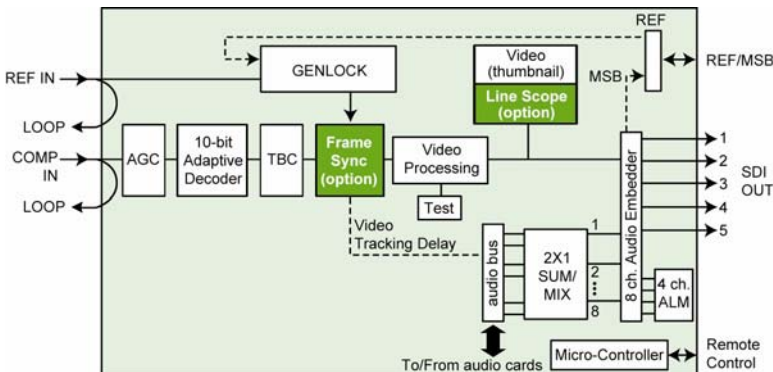 REF
GENLOCK
Video
(thumbnail)
Line Scope
(option)
MSB
REF/MSB
REF IN
LOOP
COMP
IN
LOOP
AGC
10-bit
Adaptive
Decoder
TBC
Frame
Sync
(option)
Video
Processing
Test
Video
Tracking Delay
audio bus
2X1
SUM/
MIX
1
2
8
8 ch. Audio Embedder
4 ch.
ALM
1
2
3
4
5
SDI
OUT
To/From audio cards
Micro-Controller
Remote
Control